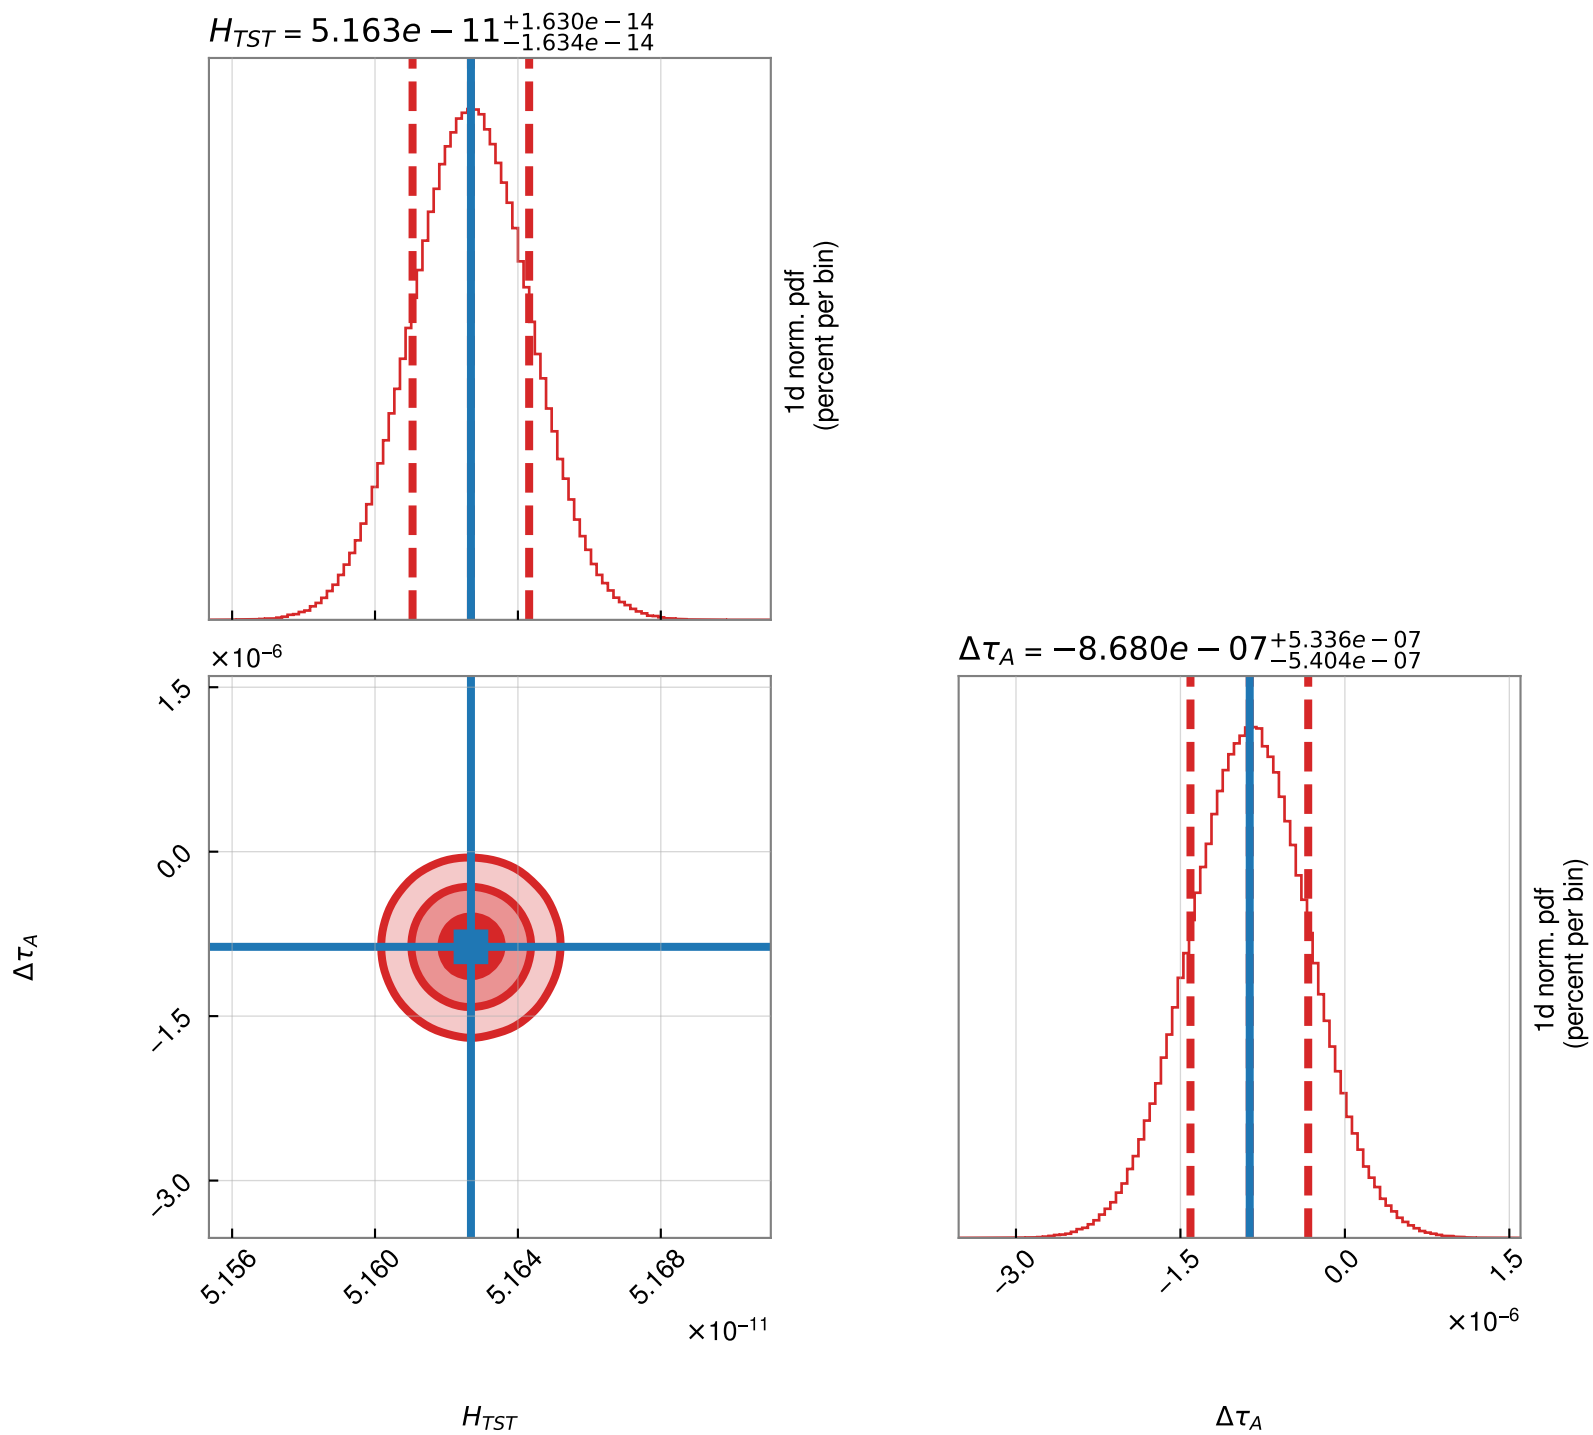 H_TST = 5.163e − 11 +1.630e − 14 −1.634e − 14
1d norm. pdf
(percent per bin)
×10⁻⁶
Δτ_A = −8.680e − 07 +5.336e − 07 −5.404e − 07
1.5
0.0
−1.5
−3.0
Δτ_A
1d norm. pdf
(percent per bin)
5.156 5.160 5.164 5.168
×10⁻¹¹
H_TST
−3.0 −1.5 0.0 1.5
×10⁻⁶
Δτ_A